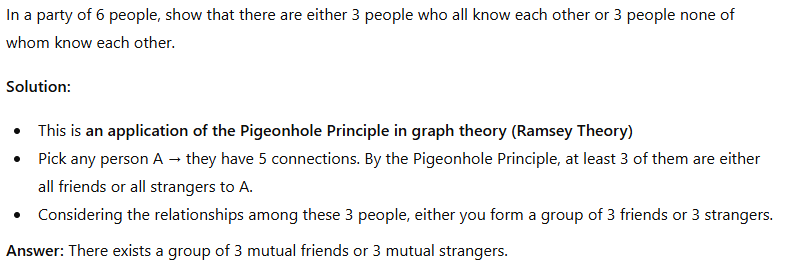 In a party of 6 people, show that there are either 3 people who all know each other or 3 people none of
whom know each other.
Solution:
• This is an application of the Pigeonhole Principle in graph theory (Ramsey Theory)
• Pick any person A → they have 5 connections. By the Pigeonhole Principle, at least 3 of them are either
all friends or all strangers to A.
• Considering the relationships among these 3 people, either you form a group of 3 friends or 3 strangers.
Answer: There exists a group of 3 mutual friends or 3 mutual strangers.